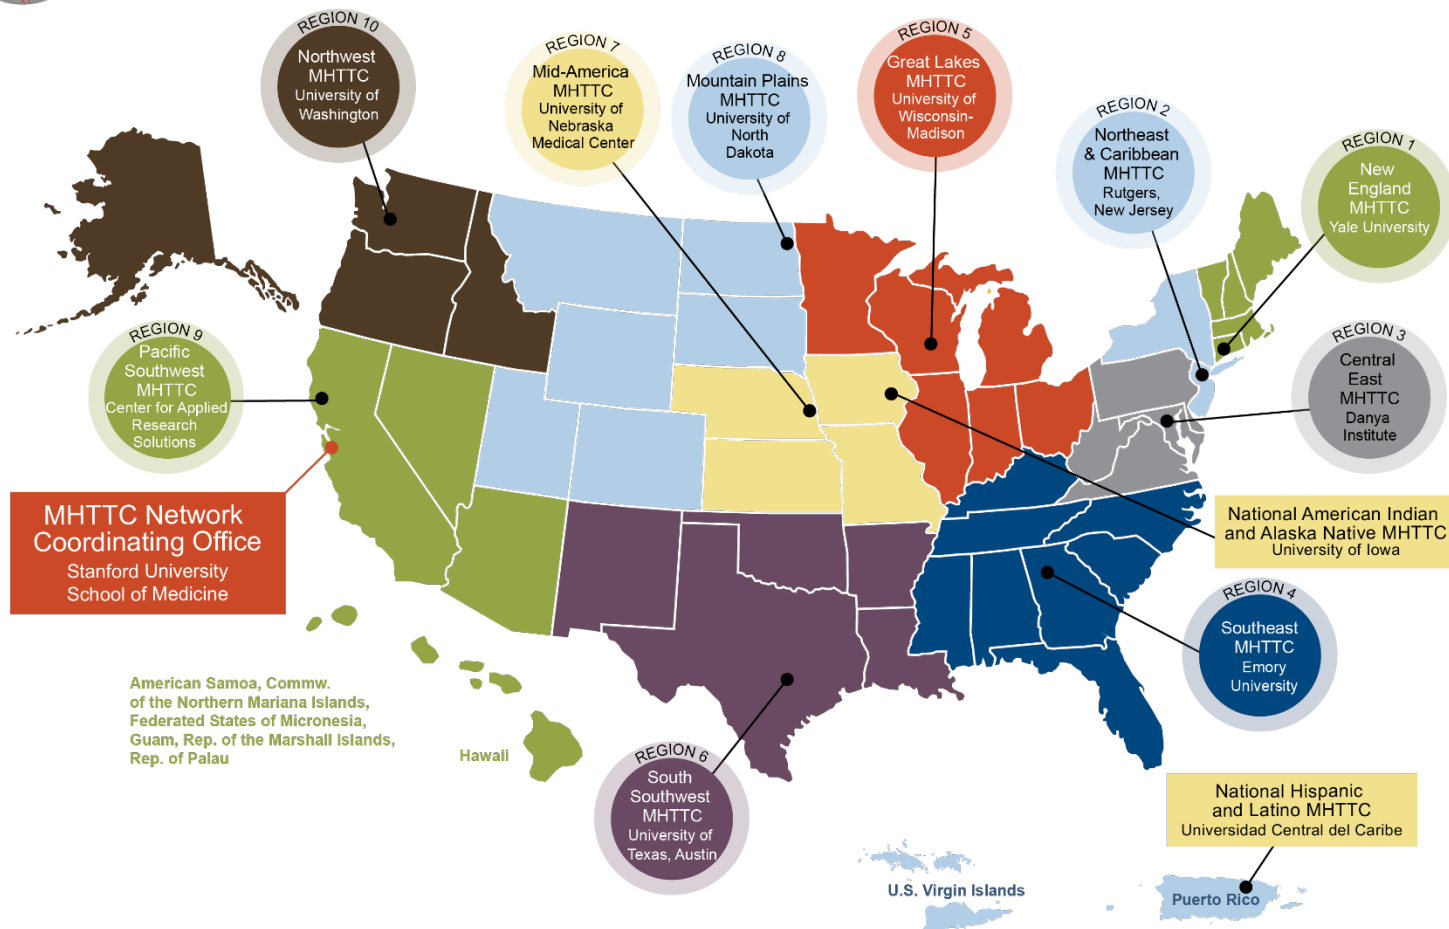 REGION 10
Northwest
MHTTC
University of
Washington
REGION 7
Mid-America
MHTTC
University of
Nebraska
Medical Center
REGION 8
Mountain Plains
MHTTC
University of
North
Dakota
REGION 5
Great Lakes
MHTTC
University of
Wisconsin-
Madison
REGION 2
Northeast
& Caribbean
MHTTC
Rutgers,
New Jersey
REGION 1
New
England
MHTTC
Yale University
REGION 9
Pacific
Southwest
MHTTC
Center for Applied
Research
Solutions
REGION 3
Central
East
MHTTC
Danya
Institute
MHTTC Network
Coordinating Office
Stanford University
School of Medicine
National American Indian
and Alaska Native MHTTC
University of Iowa
REGION 4
Southeast
MHTTC
Emory
University
American Samoa, Commw.
of the Northern Mariana Islands,
Federated States of Micronesia,
Guam, Rep. of the Marshall Islands,
Rep. of Palau
Hawaii
REGION 6
South
Southwest
MHTTC
University of
Texas, Austin
National Hispanic
and Latino MHTTC
Universidad Central del Caribe
U.S. Virgin Islands
Puerto Rico